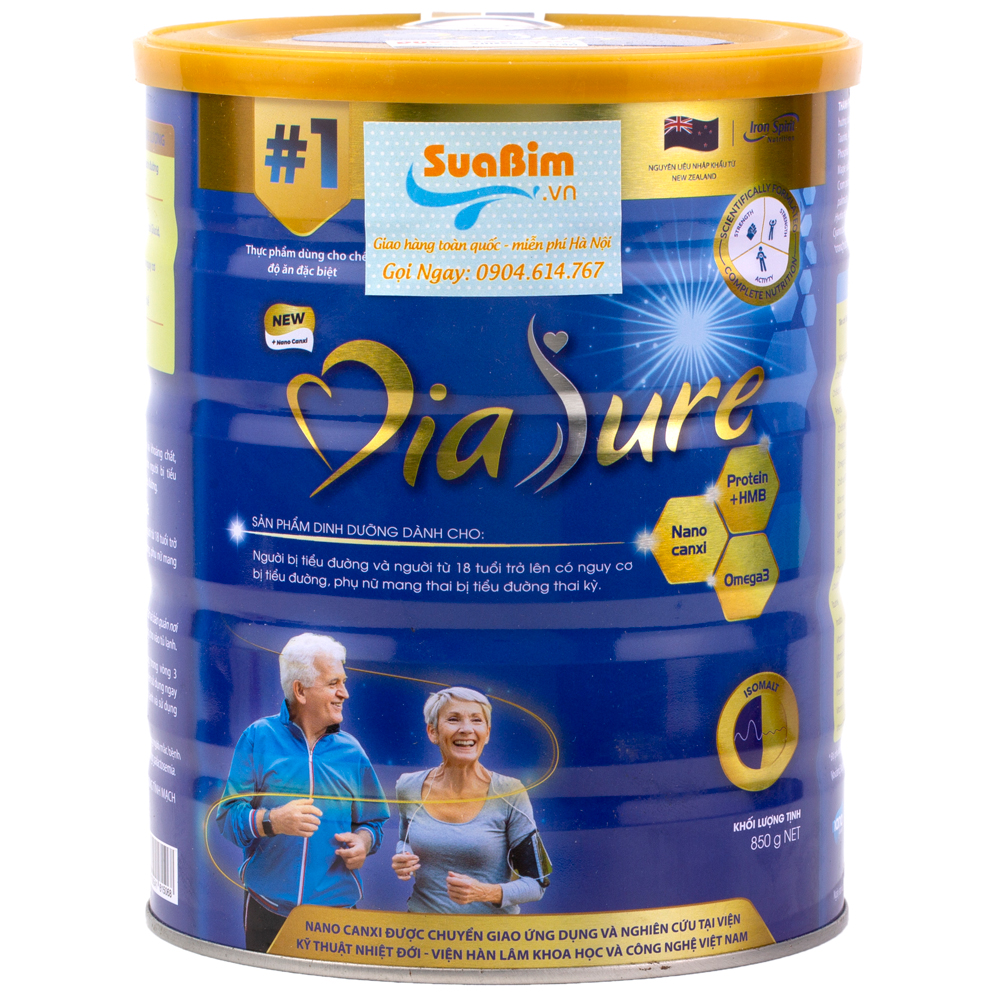 #1
SuaBim
.vn
Giao hàng toàn quốc - miễn phí Hà Nội
Gọi Ngay: 0904.614.767
NGUYÊN LIỆU NHẬP KHẨU TỪ
NEW ZEALAND
Iron Spirit
Nutrition
SCIENTIFICALLY
STRENGTH
ACTIVITY
COMPLETE NUTRITION
Thực phẩm dùng cho chế
độ ăn đặc biệt
NEW
+ Nano Canxi
DiaSure
Protein
+HMB
Nano
canxi
Omega3
SẢN PHẨM DINH DƯỠNG DÀNH CHO:
Người bị tiểu đường và người từ 18 tuổi trở lên có nguy cơ
bị tiểu đường, phụ nữ mang thai bị tiểu đường thai kỳ.
ISOMALT
KHỐI LƯỢNG TỊNH
850 g NET
NANO CANXI ĐƯỢC CHUYỂN GIAO ỨNG DỤNG VÀ NGHIÊN CỨU TẠI VIỆN
KỸ THUẬT NHIỆT ĐỚI - VIỆN HÀN LÂM KHOA HỌC VÀ CÔNG NGHỆ VIỆT NAM